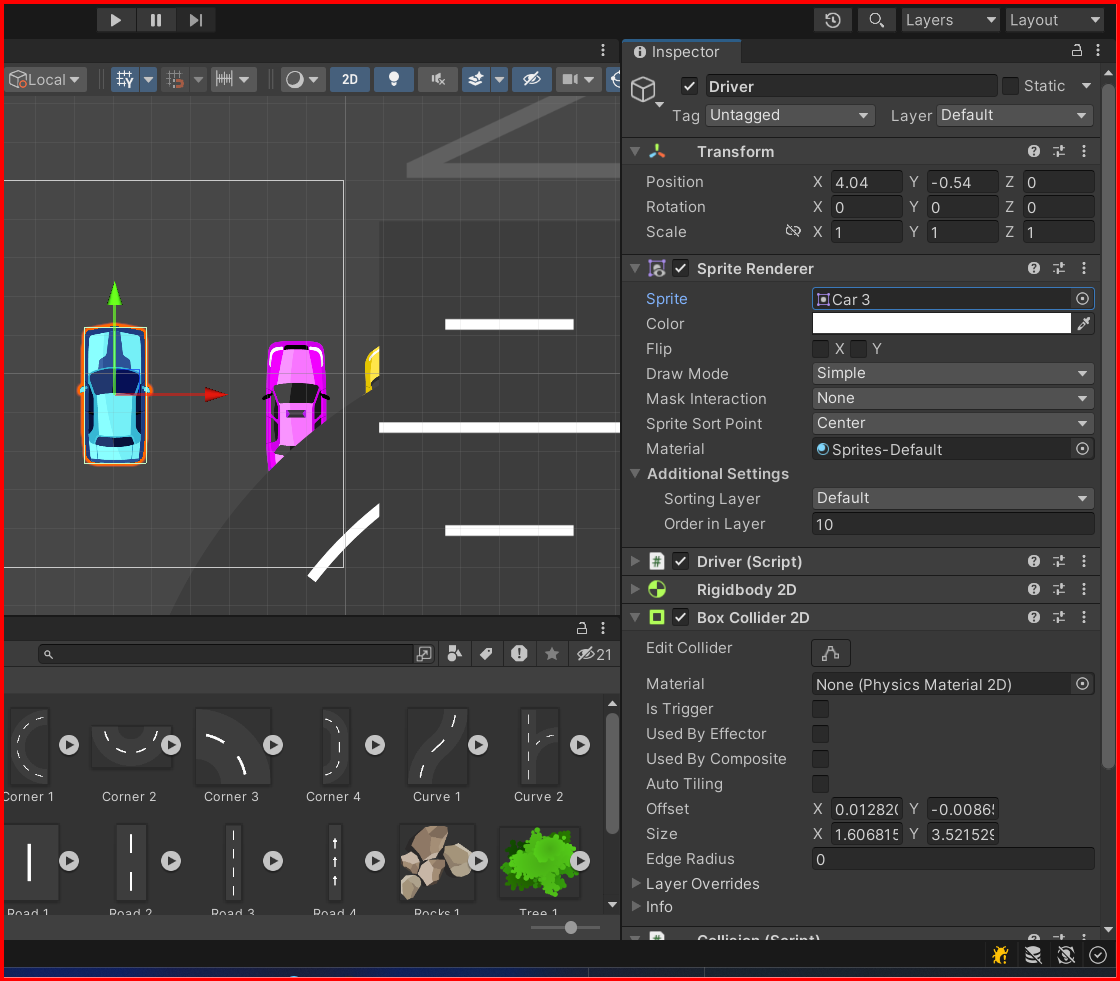 Layers Layout
Inspector
Local 2D
Driver Static
Tag Untagged Layer Default
Transform
Position X 4.04 Y -0.54 Z 0
Rotation X 0 Y 0 Z 0
Scale X 1 Y 1 Z 1
Sprite Renderer
Sprite Car 3
Color
Flip X Y
Draw Mode Simple
Mask Interaction None
Sprite Sort Point Center
Material Sprites-Default
Additional Settings
Sorting Layer Default
Order in Layer 10
# Driver (Script)
Rigidbody 2D
Box Collider 2D
Edit Collider
Material None (Physics Material 2D)
Is Trigger
Used By Effector
Used By Composite
Auto Tiling
Offset X 0.012820 Y -0.00865
Size X 1.606815 Y 3.521529
Edge Radius 0
Layer Overrides
Info
# Collision (Script)
21
Corner 1 Corner 2 Corner 3 Corner 4 Curve 1 Curve 2
Road 1 Road 2 Road 3 Road 4 Rocks 1 Tree 1